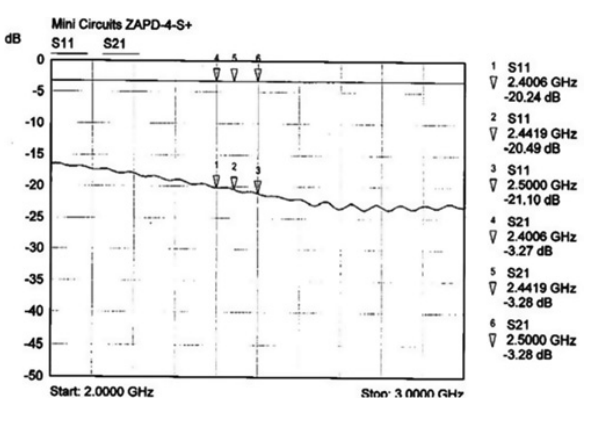 Mini Circuits ZAPD-4-S+
dB
S11 S21
0
-5
-10
-15
-20
-25
-30
-35
-40
-45
-50
4 5 6
1 2 3
Start: 2.0000 GHz
Stop: 3.0000 GHz
1 S11
2.4006 GHz
-20.24 dB
2 S11
2.4419 GHz
-20.49 dB
3 S11
2.5000 GHz
-21.10 dB
4 S21
2.4006 GHz
-3.27 dB
5 S21
2.4419 GHz
-3.28 dB
6 S21
2.5000 GHz
-3.28 dB